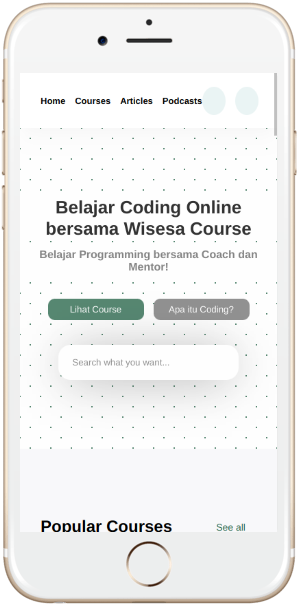 Home Courses Articles Podcasts
Belajar Coding Online
bersama Wisesa Course
Belajar Programming bersama Coach dan
Mentor!
Lihat Course Apa itu Coding?
Search what you want...
Popular Courses See all